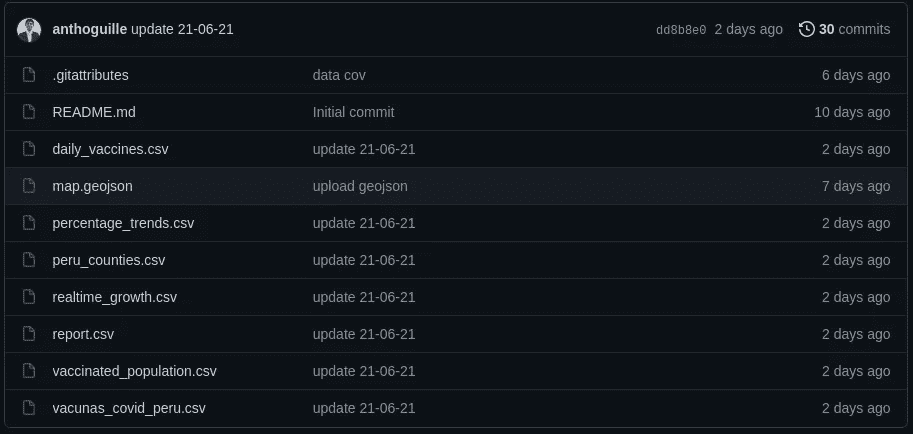 anthoguille update 21-06-21 dd8b8e0 2 days ago 30 commits
.gitattributes data cov 6 days ago
README.md Initial commit 10 days ago
daily_vaccines.csv update 21-06-21 2 days ago
map.geojson upload geojson 7 days ago
percentage_trends.csv update 21-06-21 2 days ago
peru_counties.csv update 21-06-21 2 days ago
realtime_growth.csv update 21-06-21 2 days ago
report.csv update 21-06-21 2 days ago
vaccinated_population.csv update 21-06-21 2 days ago
vacunas_covid_peru.csv update 21-06-21 2 days ago